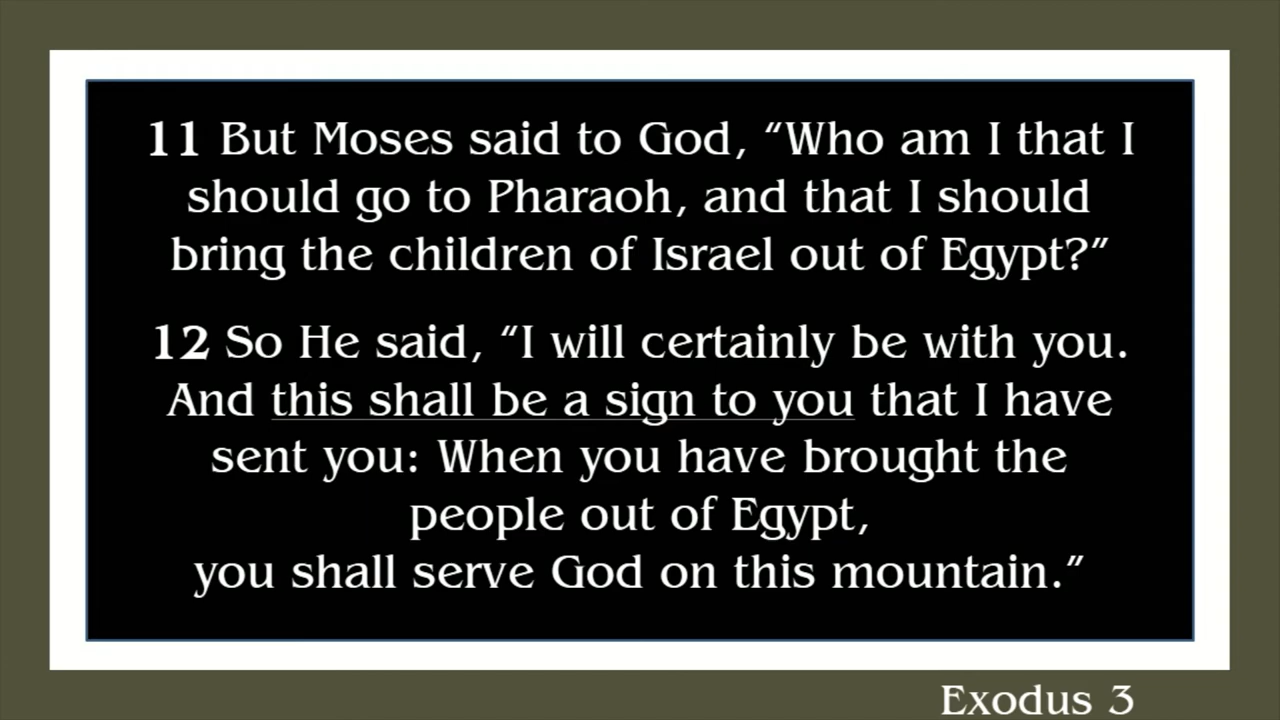 11 But Moses said to God, “Who am I that I
should go to Pharaoh, and that I should
bring the children of Israel out of Egypt?”
12 So He said, “I will certainly be with you.
And this shall be a sign to you that I have
sent you: When you have brought the
people out of Egypt,
you shall serve God on this mountain.”
Exodus 3